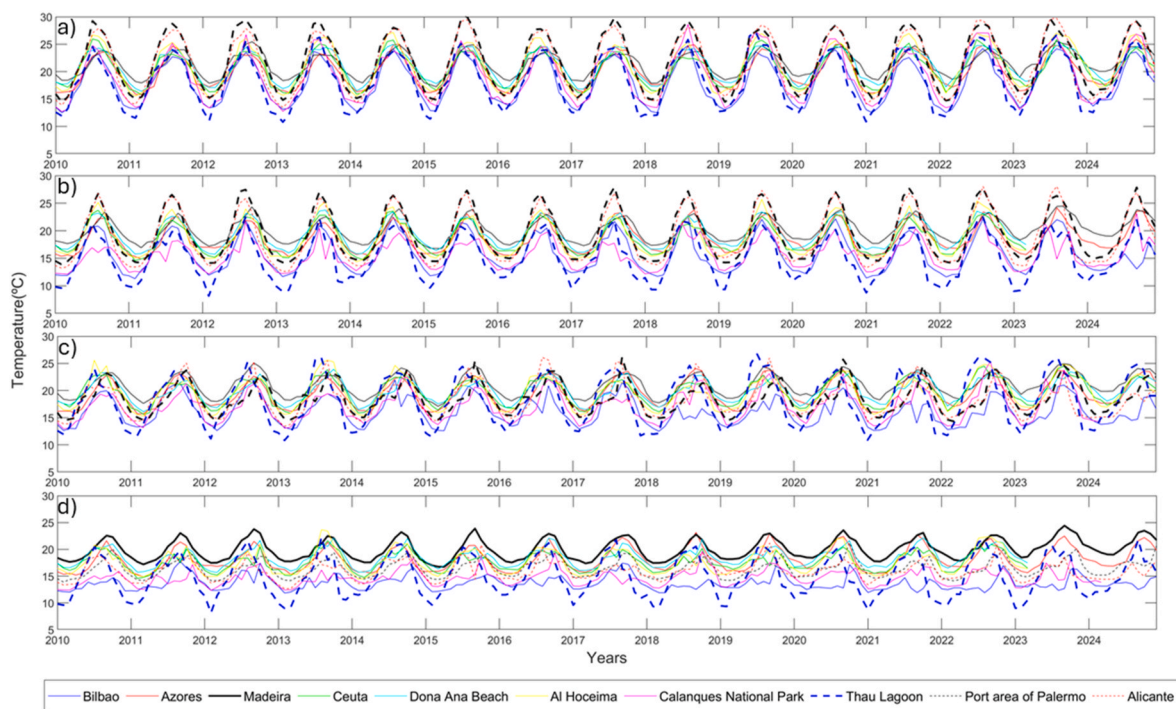 a)
30
25
20
15
10
5
2010 2011 2012 2013 2014 2015 2016 2017 2018 2019 2020 2021 2022 2023 2024
b)
30
25
20
15
10
5
2010 2011 2012 2013 2014 2015 2016 2017 2018 2019 2020 2021 2022 2023 2024
Temperature(ºC)
c)
30
25
20
15
10
5
2010 2011 2012 2013 2014 2015 2016 2017 2018 2019 2020 2021 2022 2023 2024
d)
30
25
20
15
10
5
2010 2011 2012 2013 2014 2015 2016 2017 2018 2019 2020 2021 2022 2023 2024
Years
Bilbao Azores Madeira Ceuta Dona Ana Beach Al Hoceima Calanques National Park Thau Lagoon Port area of Palermo Alicante